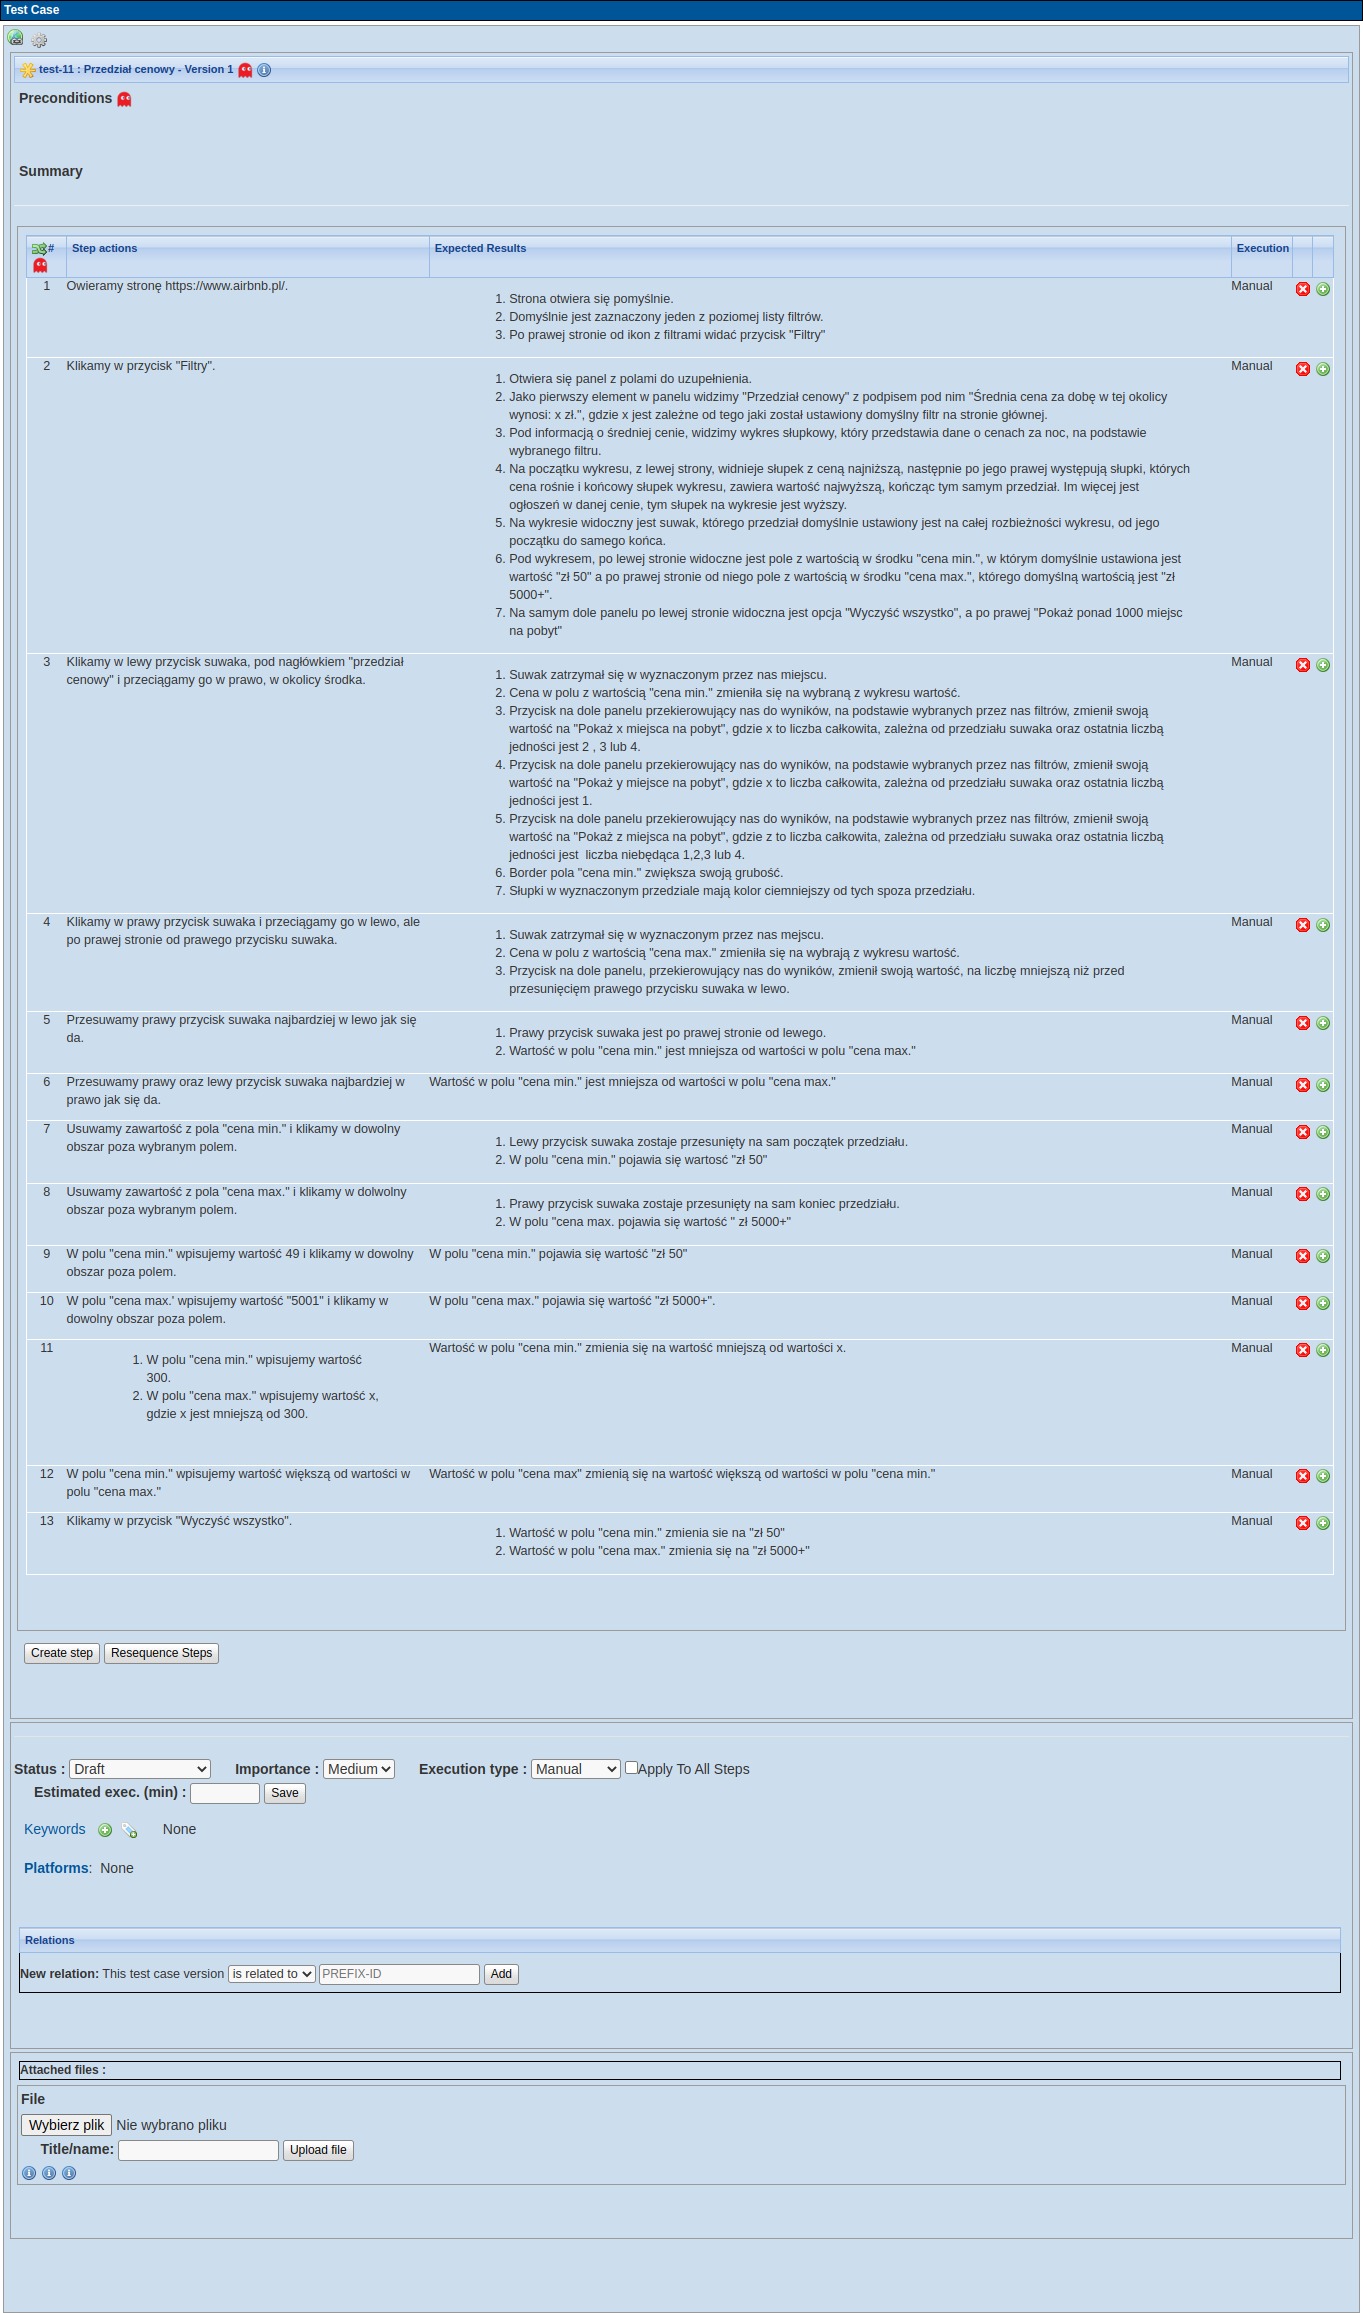 Test Case
test-11 : Przedział cenowy - Version 1
Preconditions
Summary
# Step actions Expected Results Execution
1 Owieramy stronę https://www.airbnb.pl/. Manual
1. Strona otwiera się pomyślnie.
2. Domyślnie jest zaznaczony jeden z poziomej listy filtrów.
3. Po prawej stronie od ikon z filtrami widać przycisk "Filtry"
2 Klikamy w przycisk "Filtry". Manual
1. Otwiera się panel z polami do uzupełnienia.
2. Jako pierwszy element w panelu widzimy "Przedział cenowy" z podpisem pod nim "Średnia cena za dobę w tej okolicy
wynosi: x zł.", gdzie x jest zależne od tego jaki został ustawiony domyślny filtr na stronie głównej.
3. Pod informacją o średniej cenie, widzimy wykres słupkowy, który przedstawia dane o cenach za noc, na podstawie
wybranego filtru.
4. Na początku wykresu, z lewej strony, widnieje słupek z ceną najniższą, następnie po jego prawej występują słupki, których
cena rośnie i końcowy słupek wykresu, zawiera wartość najwyższą, kończąc tym samym przedział. Im więcej jest
ogłoszeń w danej cenie, tym słupek na wykresie jest wyższy.
5. Na wykresie widoczny jest suwak, którego przedział domyślnie ustawiony jest na całej rozbieżności wykresu, od jego
początku do samego końca.
6. Pod wykresem, po lewej stronie widoczne jest pole z wartością w środku "cena min.", w którym domyślnie ustawiona jest
wartość "zł 50" a po prawej stronie od niego pole z wartością w środku "cena max.", którego domyślną wartością jest "zł
5000+".
7. Na samym dole panelu po lewej stronie widoczna jest opcja "Wyczyść wszystko", a po prawej "Pokaż ponad 1000 miejsc
na pobyt"
3 Klikamy w lewy przycisk suwaka, pod nagłówkiem "przedział Manual
cenowy" i przeciągamy go w prawo, w okolicy środka.
1. Suwak zatrzymał się w wyznaczonym przez nas miejscu.
2. Cena w polu z wartością "cena min." zmieniła się na wybraną z wykresu wartość.
3. Przycisk na dole panelu przekierowujący nas do wyników, na podstawie wybranych przez nas filtrów, zmienił swoją
wartość na "Pokaż x miejsca na pobyt", gdzie x to liczba całkowita, zależna od przedziału suwaka oraz ostatnia liczbą
jedności jest 2 , 3 lub 4.
4. Przycisk na dole panelu przekierowujący nas do wyników, na podstawie wybranych przez nas filtrów, zmienił swoją
wartość na "Pokaż y miejsce na pobyt", gdzie x to liczba całkowita, zależna od przedziału suwaka oraz ostatnia liczbą
jedności jest 1.
5. Przycisk na dole panelu przekierowujący nas do wyników, na podstawie wybranych przez nas filtrów, zmienił swoją
wartość na "Pokaż z miejsca na pobyt", gdzie z to liczba całkowita, zależna od przedziału suwaka oraz ostatnia liczbą
jedności jest  liczba niebędąca 1,2,3 lub 4.
6. Border pola "cena min." zwiększa swoją grubość.
7. Słupki w wyznaczonym przedziale mają kolor ciemniejszy od tych spoza przedziału.
4 Klikamy w prawy przycisk suwaka i przeciągamy go w lewo, ale Manual
po prawej stronie od prawego przycisku suwaka.
1. Suwak zatrzymał się w wyznaczonym przez nas mejscu.
2. Cena w polu z wartością "cena max." zmieniła się na wybrają z wykresu wartość.
3. Przycisk na dole panelu, przekierowujący nas do wyników, zmienił swoją wartość, na liczbę mniejszą niż przed
przesunięcięm prawego przycisku suwaka w lewo.
5 Przesuwamy prawy przycisk suwaka najbardziej w lewo jak się Manual
da.
1. Prawy przycisk suwaka jest po prawej stronie od lewego.
2. Wartość w polu "cena min." jest mniejsza od wartości w polu "cena max."
6 Przesuwamy prawy oraz lewy przycisk suwaka najbardziej w Wartość w polu "cena min." jest mniejsza od wartości w polu "cena max." Manual
prawo jak się da.
7 Usuwamy zawartość z pola "cena min." i klikamy w dowolny Manual
obszar poza wybranym polem.
1. Lewy przycisk suwaka zostaje przesunięty na sam początek przedziału.
2. W polu "cena min." pojawia się wartosć "zł 50"
8 Usuwamy zawartość z pola "cena max." i klikamy w dolwolny Manual
obszar poza wybranym polem.
1. Prawy przycisk suwaka zostaje przesunięty na sam koniec przedziału.
2. W polu "cena max. pojawia się wartość " zł 5000+"
9 W polu "cena min." wpisujemy wartość 49 i klikamy w dowolny W polu "cena min." pojawia się wartość "zł 50" Manual
obszar poza polem.
10 W polu "cena max.' wpisujemy wartość "5001" i klikamy w W polu "cena max." pojawia się wartość "zł 5000+". Manual
dowolny obszar poza polem.
11 Wartość w polu "cena min." zmienia się na wartość mniejszą od wartości x. Manual
1. W polu "cena min." wpisujemy wartość
300.
2. W polu "cena max." wpisujemy wartość x,
gdzie x jest mniejszą od 300.
12 W polu "cena min." wpisujemy wartość większą od wartości w Wartość w polu "cena max" zmienią się na wartość większą od wartości w polu "cena min." Manual
polu "cena max."
13 Klikamy w przycisk "Wyczyść wszystko". Manual
1. Wartość w polu "cena min." zmienia sie na "zł 50"
2. Wartość w polu "cena max." zmienia się na "zł 5000+"
Create step Resequence Steps
Status : Draft Importance : Medium Execution type : Manual Apply To All Steps
Estimated exec. (min) : Save
Keywords None
Platforms: None
Relations
New relation: This test case version is related to PREFIX-ID Add
Attached files :
File
Wybierz plik Nie wybrano pliku
Title/name: Upload file